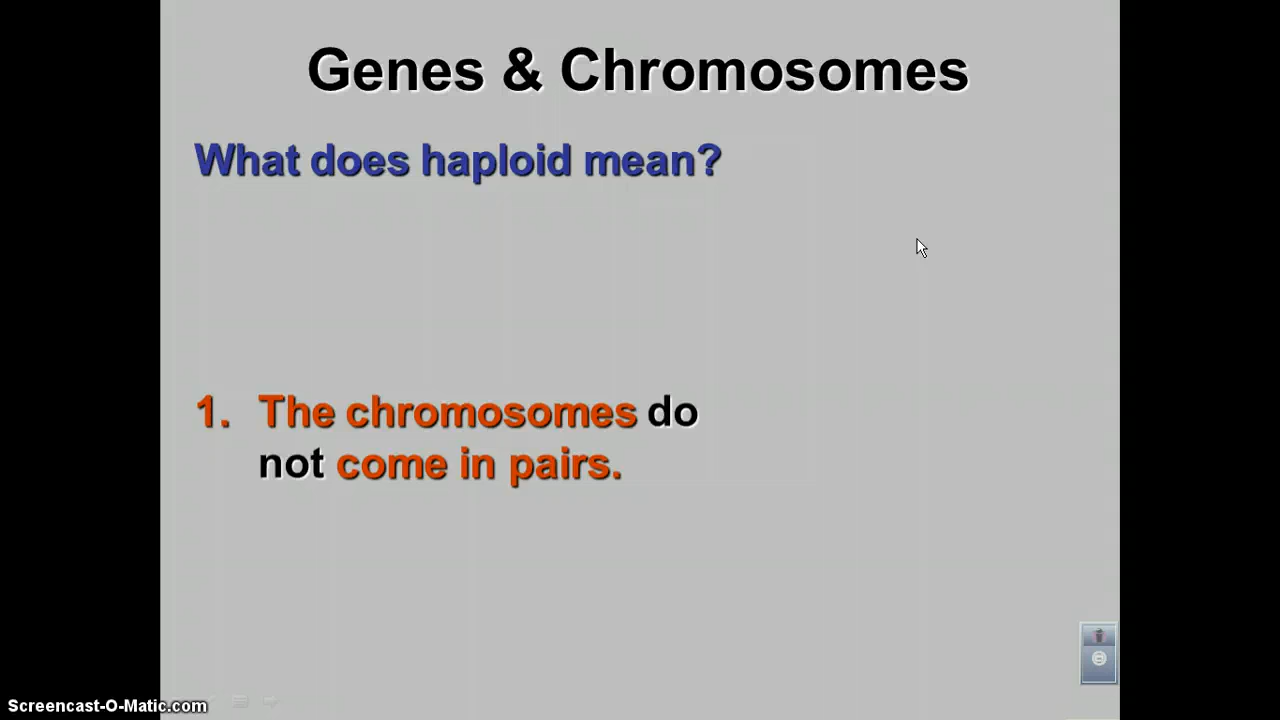 Genes & Chromosomes
What does haploid mean?
1. The chromosomes do
not come in pairs.
Screencast-O-Matic.com